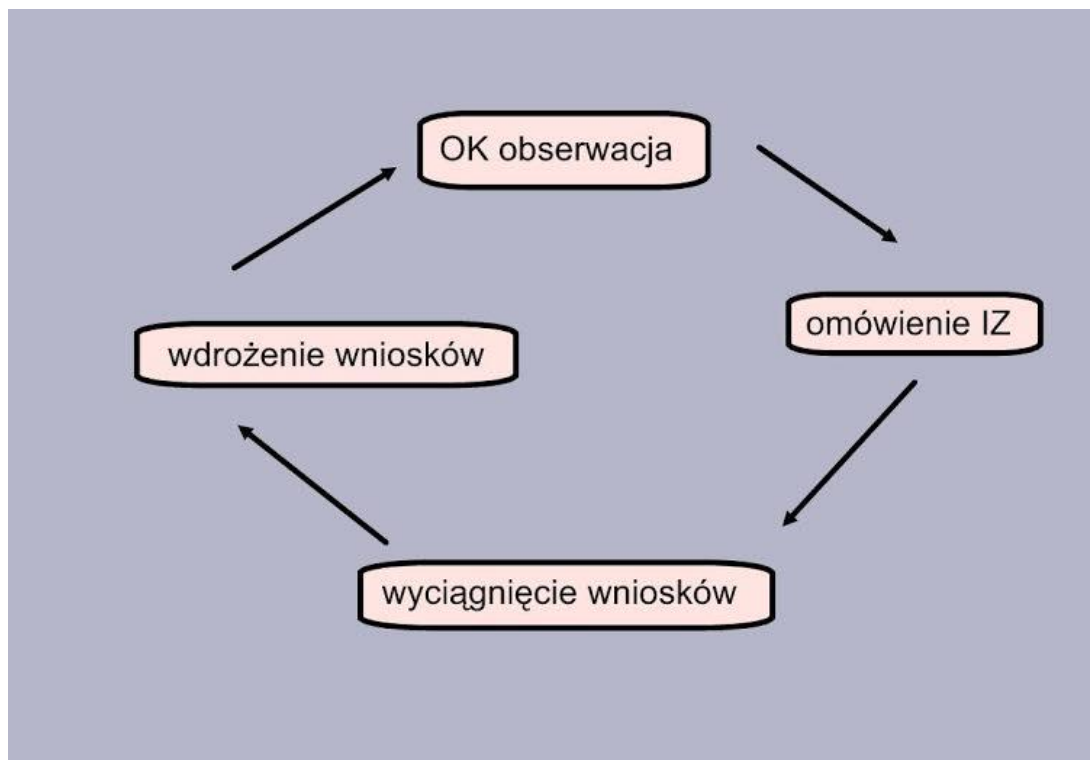 OK obserwacja
omówienie IZ
wdrożenie wniosków
wyciągnięcie wniosków